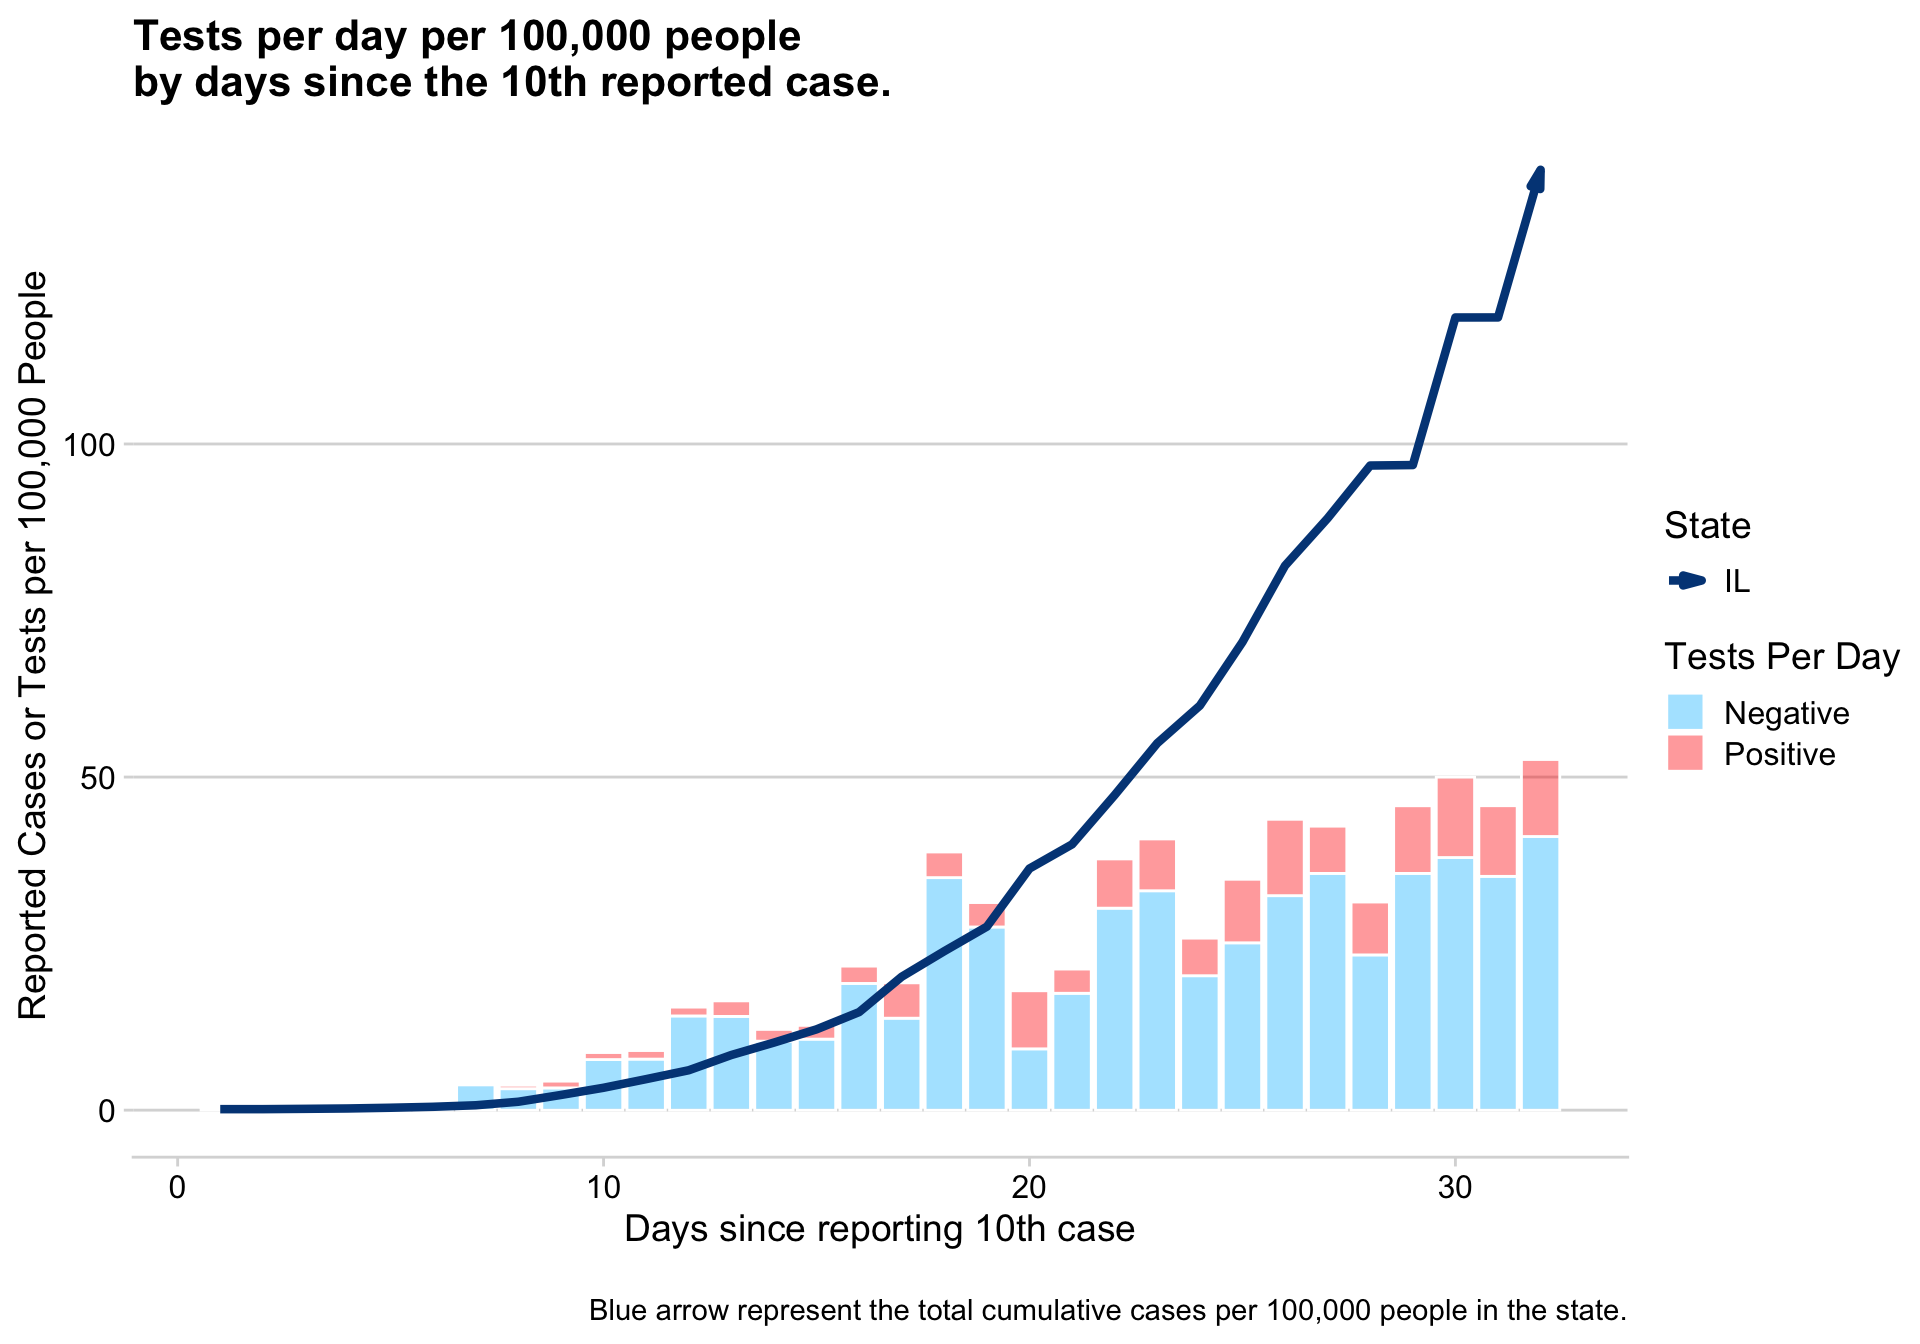 Tests per day per 100,000 people
by days since the 10th reported case.
Reported Cases or Tests per 100,000 People
100
50
0
0
10
20
30
Days since reporting 10th case
State
IL
Tests Per Day
Negative
Positive
Blue arrow represent the total cumulative cases per 100,000 people in the state.